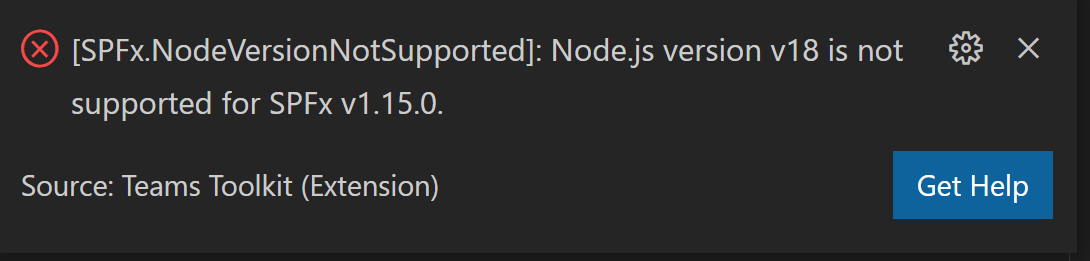 [SPFx.NodeVersionNotSupported]: Node.js version v18 is not
supported for SPFx v1.15.0.
Source: Teams Toolkit (Extension)
Get Help